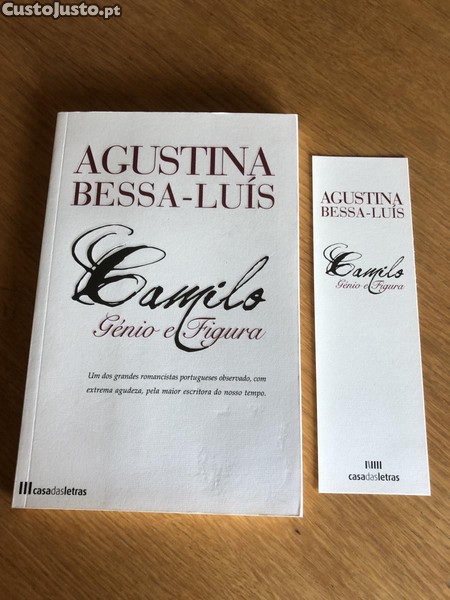 CustoJusto.pt
AGUSTINA
BESSA-LUÍS
Camilo
Génio e Figura
Um dos grandes romancistas portugueses observado, com
extrema agudeza, pela maior escritora do nosso tempo.
casadasletras
AGUSTINA
BESSA-LUÍS
Camilo
Génio e Figura
casadasletras